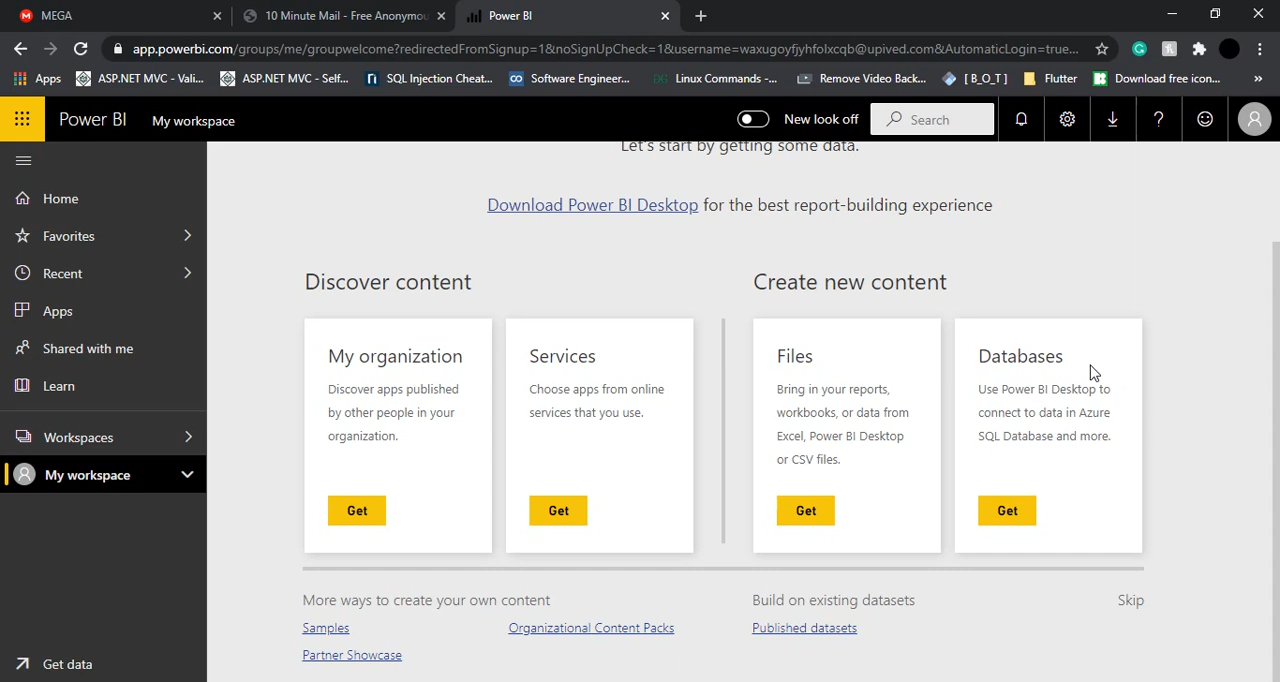 MEGA
10 Minute Mail - Free Anonymou
Power BI
app.powerbi.com/groups/me/groupwelcome?redirectedFromSignup=1&noSignUpCheck=1&username=waxugoyfjyhfolxcqb@upived.com&AutomaticLogin=true...
Apps
ASP.NET MVC - Vali...
ASP.NET MVC - Self...
SQL Injection Cheat...
Software Engineer...
Linux Commands -...
Remove Video Back...
[ B_O_T ]
Flutter
Download free icon...
»
Power BI
My workspace
New look off
Search
Let's start by getting some data.
Download Power BI Desktop for the best report-building experience
Home
Favorites
Recent
Apps
Shared with me
Learn
Workspaces
My workspace
Get data
Discover content
Create new content
My organization
Discover apps published
by other people in your
organization.
Get
Services
Choose apps from online
services that you use.
Get
Files
Bring in your reports,
workbooks, or data from
Excel, Power BI Desktop
or CSV files.
Get
Databases
Use Power BI Desktop to
connect to data in Azure
SQL Database and more.
Get
More ways to create your own content
Samples
Organizational Content Packs
Partner Showcase
Build on existing datasets
Published datasets
Skip